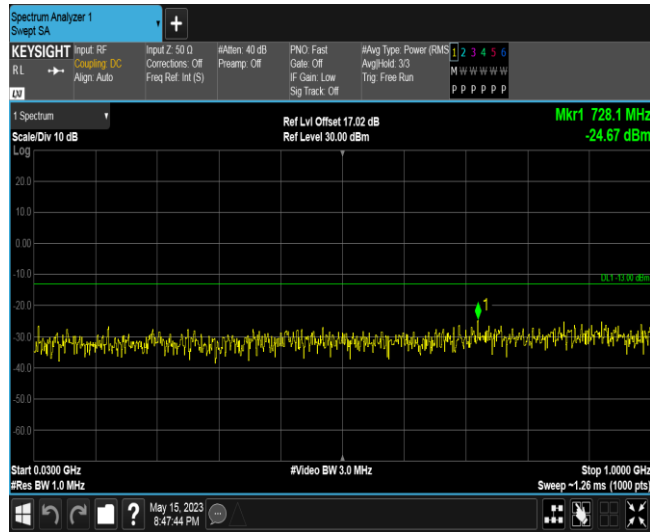 Spectrum Analyzer 1
Swept SA
+
KEYSIGHT
RL
LXI
Input: RF
Coupling: DC
Align: Auto
Input Z: 50 Ω
Corrections: Off
Freq Ref: Int (S)
#Atten: 40 dB
Preamp: Off
PNO: Fast
Gate: Off
IF Gain: Low
Sig Track: Off
#Avg Type: Power (RMS
Avg|Hold: 3/3
Trig: Free Run
1 2 3 4 5 6
M W W W W W
P P P P P P
1 Spectrum
Scale/Div 10 dB
Log
Ref Lvl Offset 17.02 dB
Ref Level 30.00 dBm
Mkr1 728.1 MHz
-24.67 dBm
20.0
10.0
0.00
-10.0
DL1 -13.00 dBm
-20.0
1
-30.0
-40.0
-50.0
-60.0
Start 0.0300 GHz
#Video BW 3.0 MHz
Stop 1.0000 GHz
#Res BW 1.0 MHz
Sweep ~1.26 ms (1000 pts)
?
May 15, 2023
8:47:44 PM